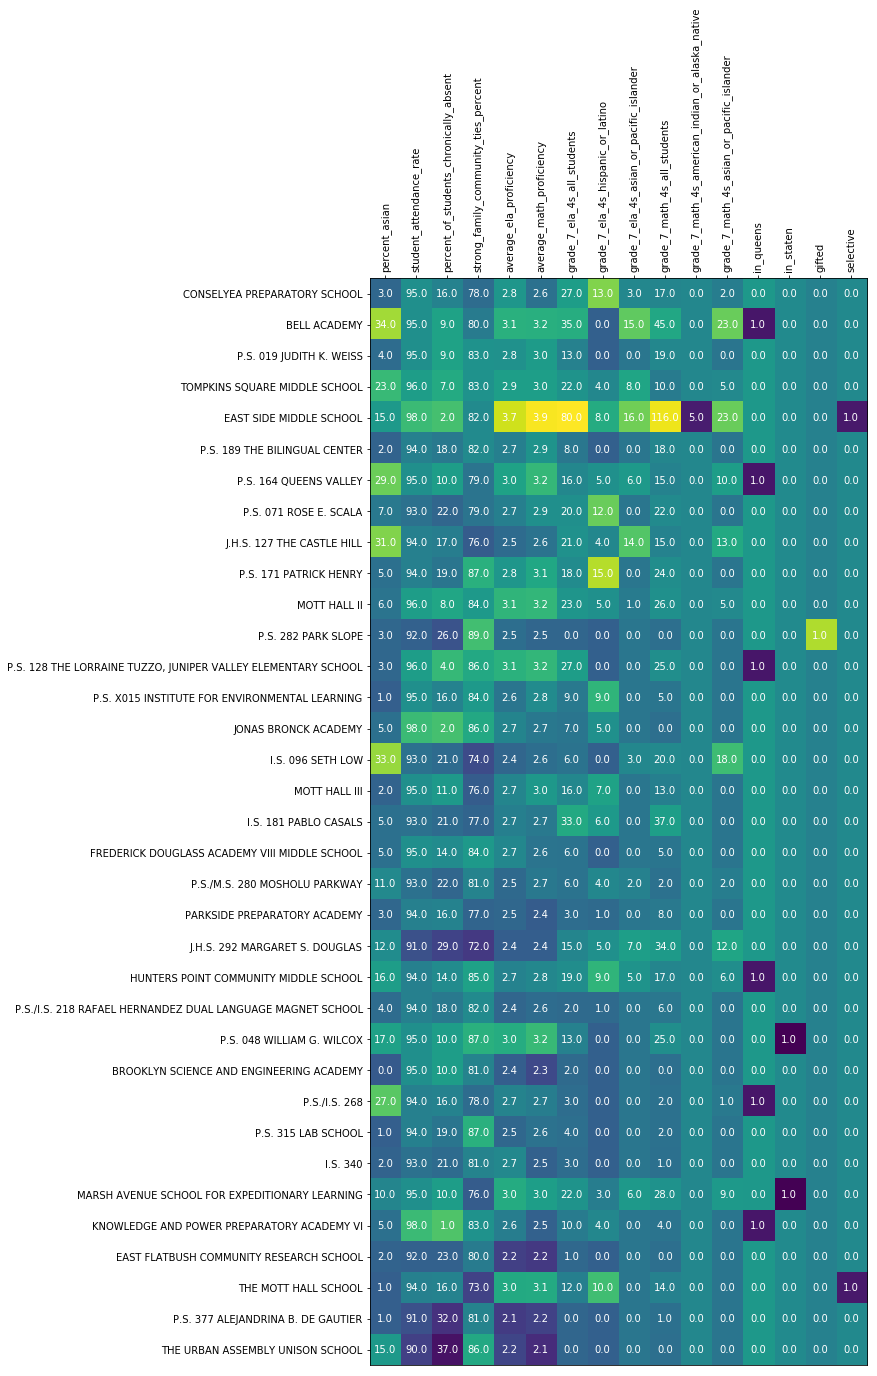 percent_asian
student_attendance_rate
percent_of_students_chronically_absent
strong_family_community_ties_percent
average_ela_proficiency
average_math_proficiency
grade_7_ela_4s_all_students
grade_7_ela_4s_hispanic_or_latino
grade_7_ela_4s_asian_or_pacific_islander
grade_7_math_4s_all_students
grade_7_math_4s_american_indian_or_alaska_native
grade_7_math_4s_asian_or_pacific_islander
in_queens
in_staten
gifted
selective
CONSELYEA PREPARATORY SCHOOL 3.0 95.0 16.0 78.0 2.8 2.6 27.0 13.0 3.0 17.0 0.0 2.0 0.0 0.0 0.0 0.0
BELL ACADEMY 34.0 95.0 9.0 80.0 3.1 3.2 35.0 0.0 15.0 45.0 0.0 23.0 1.0 0.0 0.0 0.0
P.S. 019 JUDITH K. WEISS 4.0 95.0 9.0 83.0 2.8 3.0 13.0 0.0 0.0 19.0 0.0 0.0 0.0 0.0 0.0 0.0
TOMPKINS SQUARE MIDDLE SCHOOL 23.0 96.0 7.0 83.0 2.9 3.0 22.0 4.0 8.0 10.0 0.0 5.0 0.0 0.0 0.0 0.0
EAST SIDE MIDDLE SCHOOL 15.0 98.0 2.0 82.0 3.7 3.9 80.0 8.0 16.0 116.0 5.0 23.0 0.0 0.0 0.0 1.0
P.S. 189 THE BILINGUAL CENTER 2.0 94.0 18.0 82.0 2.7 2.9 8.0 0.0 0.0 18.0 0.0 0.0 0.0 0.0 0.0 0.0
P.S. 164 QUEENS VALLEY 29.0 95.0 10.0 79.0 3.0 3.2 16.0 5.0 6.0 15.0 0.0 10.0 1.0 0.0 0.0 0.0
P.S. 071 ROSE E. SCALA 7.0 93.0 22.0 79.0 2.7 2.9 20.0 12.0 0.0 22.0 0.0 0.0 0.0 0.0 0.0 0.0
J.H.S. 127 THE CASTLE HILL 31.0 94.0 17.0 76.0 2.5 2.6 21.0 4.0 14.0 15.0 0.0 13.0 0.0 0.0 0.0 0.0
P.S. 171 PATRICK HENRY 5.0 94.0 19.0 87.0 2.8 3.1 18.0 15.0 0.0 24.0 0.0 0.0 0.0 0.0 0.0 0.0
MOTT HALL II 6.0 96.0 8.0 84.0 3.1 3.2 23.0 5.0 1.0 26.0 0.0 5.0 0.0 0.0 0.0 0.0
P.S. 282 PARK SLOPE 3.0 92.0 26.0 89.0 2.5 2.5 0.0 0.0 0.0 0.0 0.0 0.0 0.0 0.0 1.0 0.0
P.S. 128 THE LORRAINE TUZZO, JUNIPER VALLEY ELEMENTARY SCHOOL 3.0 96.0 4.0 86.0 3.1 3.2 27.0 0.0 0.0 25.0 0.0 0.0 1.0 0.0 0.0 0.0
P.S. X015 INSTITUTE FOR ENVIRONMENTAL LEARNING 1.0 95.0 16.0 84.0 2.6 2.8 9.0 9.0 0.0 5.0 0.0 0.0 0.0 0.0 0.0 0.0
JONAS BRONCK ACADEMY 5.0 98.0 2.0 86.0 2.7 2.7 7.0 5.0 0.0 0.0 0.0 0.0 0.0 0.0 0.0 0.0
I.S. 096 SETH LOW 33.0 93.0 21.0 74.0 2.4 2.6 6.0 0.0 3.0 20.0 0.0 18.0 0.0 0.0 0.0 0.0
MOTT HALL III 2.0 95.0 11.0 76.0 2.7 3.0 16.0 7.0 0.0 13.0 0.0 0.0 0.0 0.0 0.0 0.0
I.S. 181 PABLO CASALS 5.0 93.0 21.0 77.0 2.7 2.7 33.0 6.0 0.0 37.0 0.0 0.0 0.0 0.0 0.0 0.0
FREDERICK DOUGLASS ACADEMY VIII MIDDLE SCHOOL 5.0 95.0 14.0 84.0 2.7 2.6 6.0 0.0 0.0 5.0 0.0 0.0 0.0 0.0 0.0 0.0
P.S./M.S. 280 MOSHOLU PARKWAY 11.0 93.0 22.0 81.0 2.5 2.7 6.0 4.0 2.0 2.0 0.0 2.0 0.0 0.0 0.0 0.0
PARKSIDE PREPARATORY ACADEMY 3.0 94.0 16.0 77.0 2.5 2.4 3.0 1.0 0.0 8.0 0.0 0.0 0.0 0.0 0.0 0.0
J.H.S. 292 MARGARET S. DOUGLAS 12.0 91.0 29.0 72.0 2.4 2.4 15.0 5.0 7.0 34.0 0.0 12.0 0.0 0.0 0.0 0.0
HUNTERS POINT COMMUNITY MIDDLE SCHOOL 16.0 94.0 14.0 85.0 2.7 2.8 19.0 9.0 5.0 17.0 0.0 6.0 1.0 0.0 0.0 0.0
P.S./I.S. 218 RAFAEL HERNANDEZ DUAL LANGUAGE MAGNET SCHOOL 4.0 94.0 18.0 82.0 2.4 2.6 2.0 1.0 0.0 6.0 0.0 0.0 0.0 0.0 0.0 0.0
P.S. 048 WILLIAM G. WILCOX 17.0 95.0 10.0 87.0 3.0 3.2 13.0 0.0 0.0 25.0 0.0 0.0 0.0 1.0 0.0 0.0
BROOKLYN SCIENCE AND ENGINEERING ACADEMY 0.0 95.0 10.0 81.0 2.4 2.3 2.0 0.0 0.0 0.0 0.0 0.0 0.0 0.0 0.0 0.0
P.S./I.S. 268 27.0 94.0 16.0 78.0 2.7 2.7 3.0 0.0 0.0 2.0 0.0 1.0 1.0 0.0 0.0 0.0
P.S. 315 LAB SCHOOL 1.0 94.0 19.0 87.0 2.5 2.6 4.0 0.0 0.0 2.0 0.0 0.0 0.0 0.0 0.0 0.0
I.S. 340 2.0 93.0 21.0 81.0 2.7 2.5 3.0 0.0 0.0 1.0 0.0 0.0 0.0 0.0 0.0 0.0
MARSH AVENUE SCHOOL FOR EXPEDITIONARY LEARNING 10.0 95.0 10.0 76.0 3.0 3.0 22.0 3.0 6.0 28.0 0.0 9.0 0.0 1.0 0.0 0.0
KNOWLEDGE AND POWER PREPARATORY ACADEMY VI 5.0 98.0 1.0 83.0 2.6 2.5 10.0 4.0 0.0 4.0 0.0 0.0 1.0 0.0 0.0 0.0
EAST FLATBUSH COMMUNITY RESEARCH SCHOOL 2.0 92.0 23.0 80.0 2.2 2.2 1.0 0.0 0.0 0.0 0.0 0.0 0.0 0.0 0.0 0.0
THE MOTT HALL SCHOOL 1.0 94.0 16.0 73.0 3.0 3.1 12.0 10.0 0.0 14.0 0.0 0.0 0.0 0.0 0.0 1.0
P.S. 377 ALEJANDRINA B. DE GAUTIER 1.0 91.0 32.0 81.0 2.1 2.2 0.0 0.0 0.0 1.0 0.0 0.0 0.0 0.0 0.0 0.0
THE URBAN ASSEMBLY UNISON SCHOOL 15.0 90.0 37.0 86.0 2.2 2.1 0.0 0.0 0.0 0.0 0.0 0.0 0.0 0.0 0.0 0.0